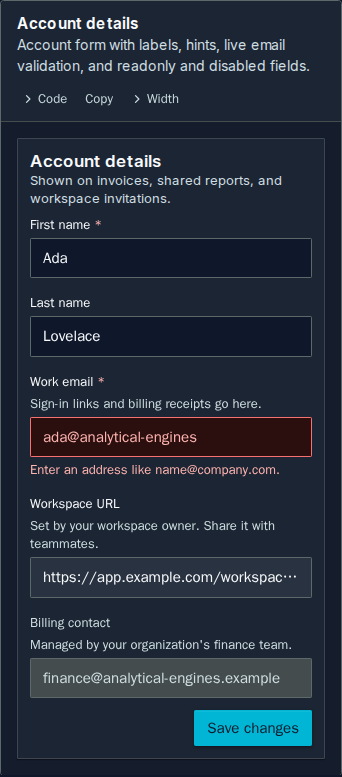 Account details
Account form with labels, hints, live email
validation, and readonly and disabled fields.
Code Copy Width
Account details
Shown on invoices, shared reports, and
workspace invitations.
First name *
Ada
Last name
Lovelace
Work email *
Sign-in links and billing receipts go here.
ada@analytical-engines
Enter an address like name@company.com.
Workspace URL
Set by your workspace owner. Share it with
teammates.
https://app.example.com/workspac…
Billing contact
Managed by your organization's finance team.
finance@analytical-engines.example
Save changes